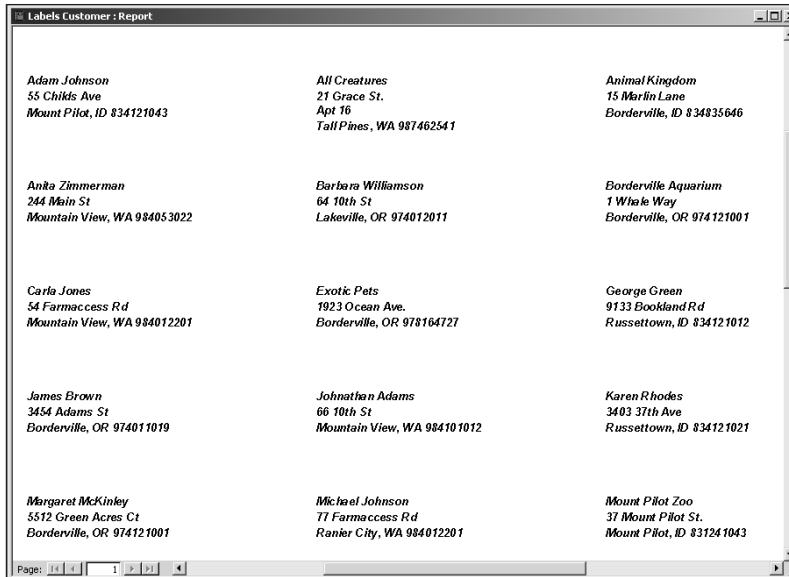 Labels Customer : Report
Adam Johnson
55 Childs Ave
Mount Pilot, ID 834121043
All Creatures
21 Grace St.
Apt 16
Tall Pines, WA 987462541
Animal Kingdom
15 Marlin Lane
Borderville, ID 834835646
Anita Zimmerman
244 Main St
Mountain View, WA 984053022
Barbara Williamson
64 10th St
Lakeville, OR 974012011
Borderville Aquarium
1 Whale Way
Borderville, OR 974121001
Carla Jones
54 Farmaccess Rd
Mountain View, WA 984012201
Exotic Pets
1923 Ocean Ave.
Borderville, OR 978164727
George Green
9133 Bookland Rd
Russettown, ID 834121012
James Brown
3454 Adams St
Borderville, OR 974011019
Johnathan Adams
66 10th St
Mountain View, WA 984101012
Karen Rhodes
3403 37th Ave
Russettown, ID 834121021
Margaret McKinley
5512 Green Acres Ct
Borderville, OR 974121001
Michael Johnson
77 Farmaccess Rd
Ranier City, WA 984012201
Mount Pilot Zoo
37 Mount Pilot St.
Mount Pilot, ID 831241043
Page: 1